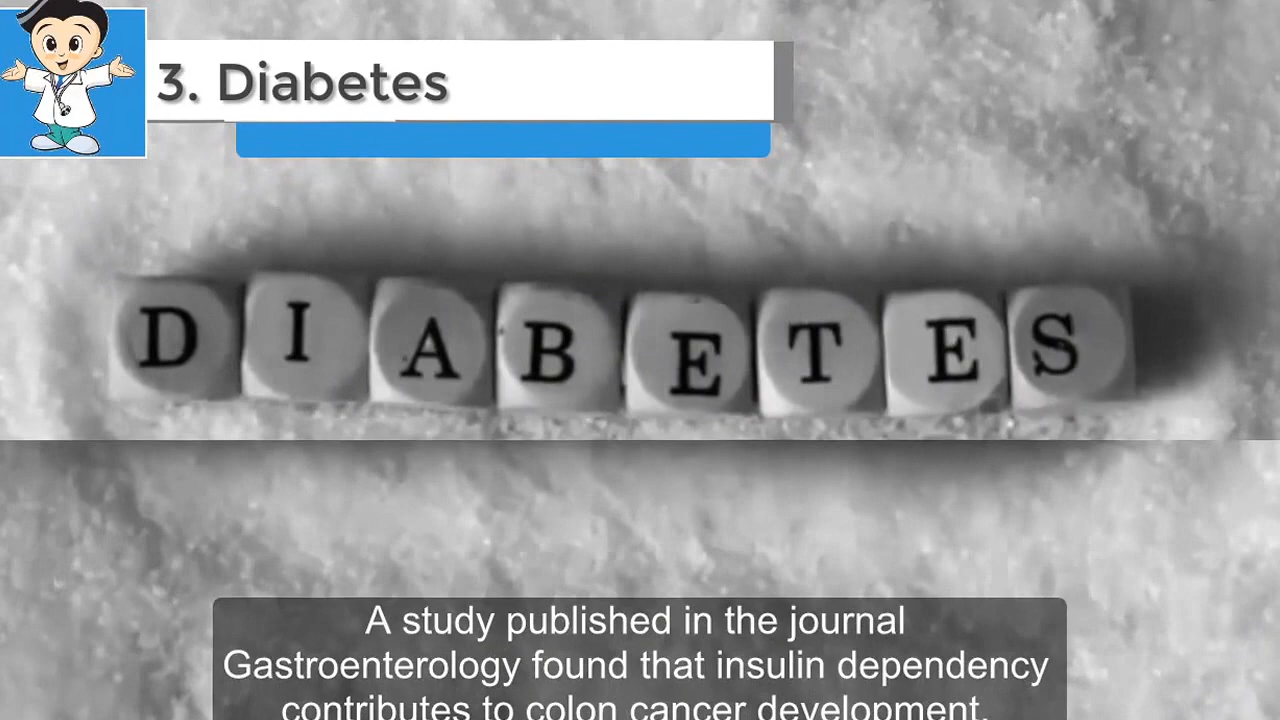 3. Diabetes
DIABETES
A study published in the journal
Gastroenterology found that insulin dependency
contributes to colon cancer development.